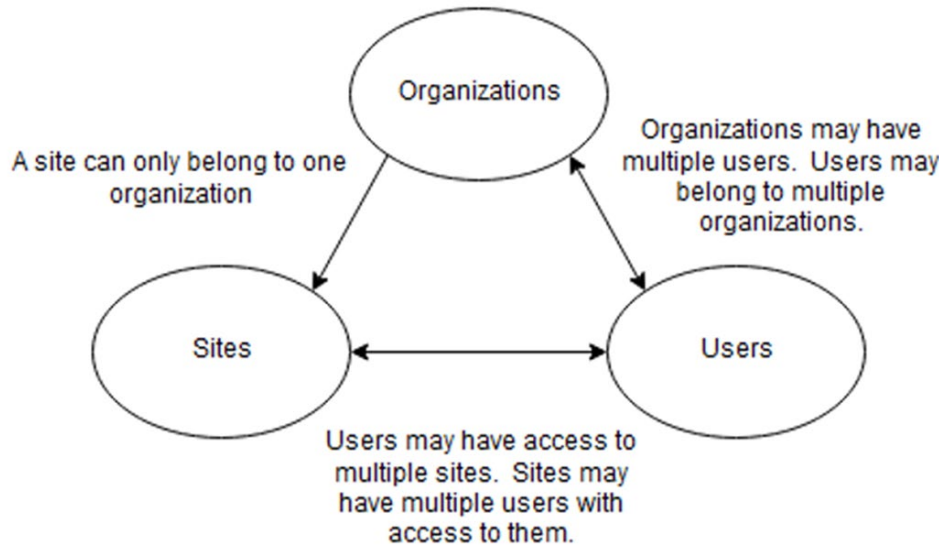 Organizations
A site can only belong to one
organization
Organizations may have
multiple users.  Users may
belong to multiple
organizations.
Sites
Users
Users may have access to
multiple sites.  Sites may
have multiple users with
access to them.